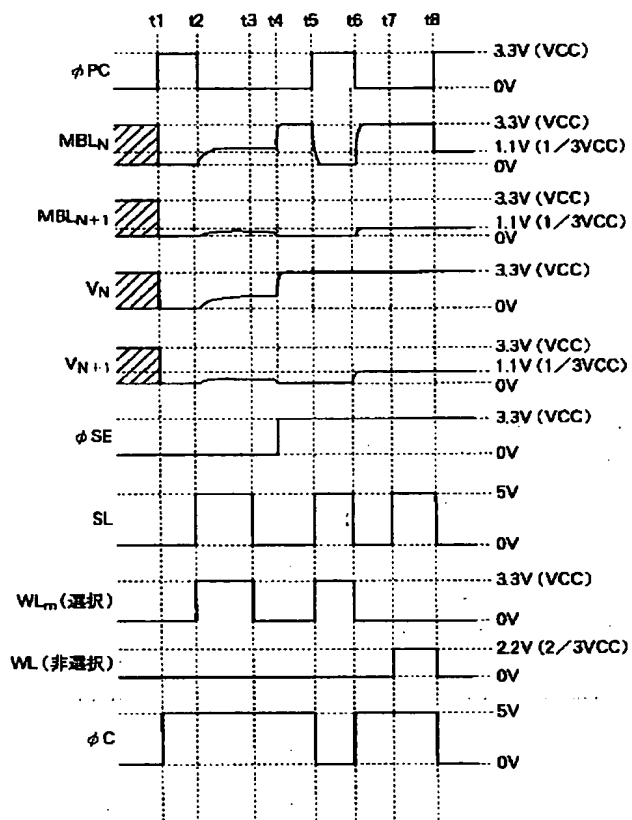 t1 t2 t3 t4 t5 t6 t7 t8
φPC
3.3V (VCC)
0V
MBLN
3.3V (VCC)
1.1V (1/3VCC)
0V
MBLN+1
3.3V (VCC)
1.1V (1/3VCC)
0V
VN
3.3V (VCC)
0V
VN+1
3.3V (VCC)
1.1V (1/3VCC)
0V
φSE
3.3V (VCC)
0V
SL
5V
0V
WLm (選択)
3.3V (VCC)
0V
WL (非選択)
2.2V (2/3VCC)
0V
φC
5V
0V